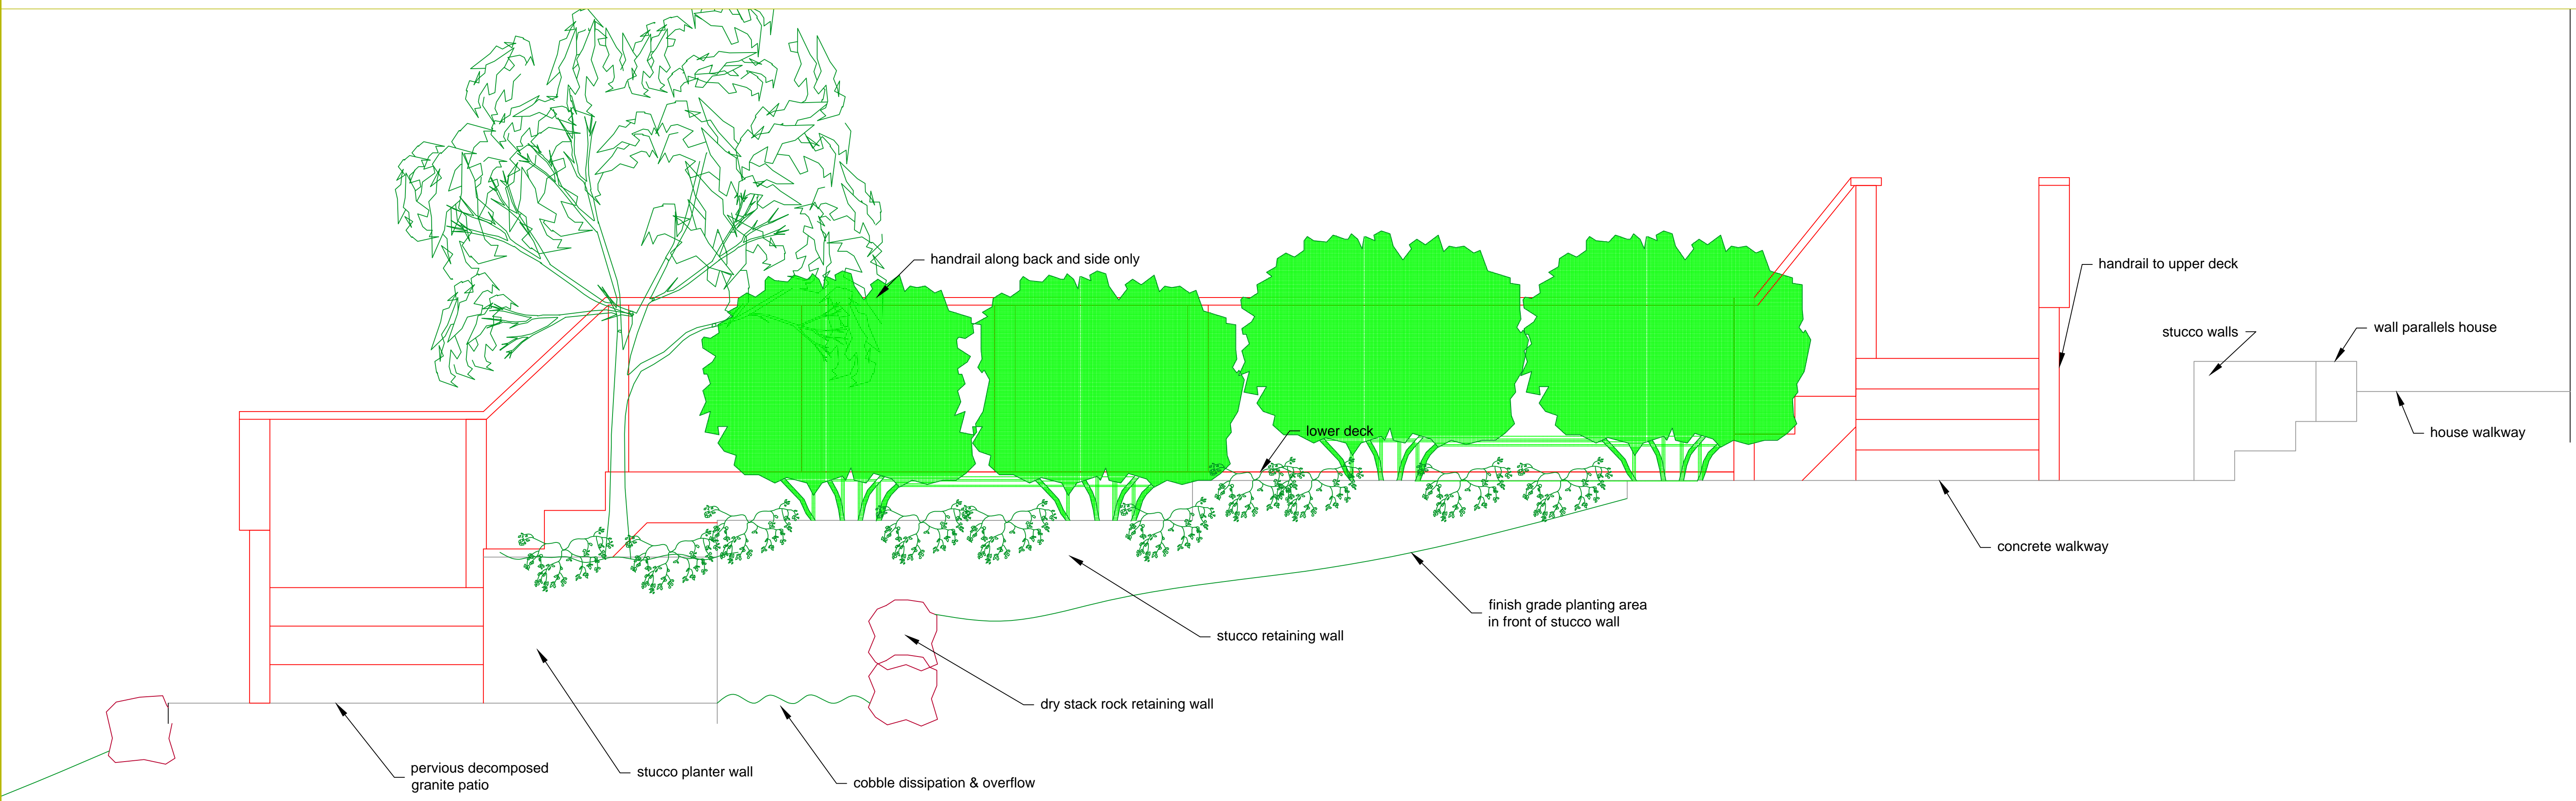 handrail along back and side only
handrail to upper deck
stucco walls
wall parallels house
house walkway
lower deck
concrete walkway
finish grade planting area
in front of stucco wall
stucco retaining wall
dry stack rock retaining wall
pervious decomposed
granite patio
stucco planter wall
cobble dissipation & overflow